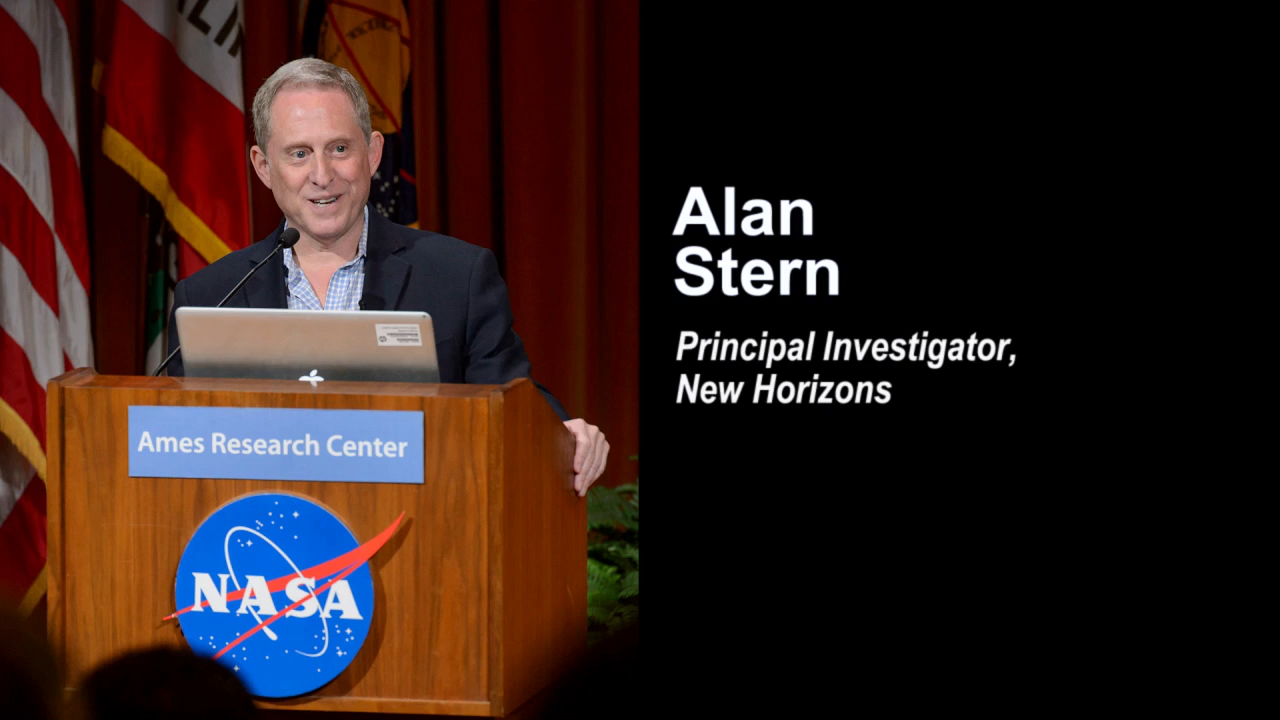 Alan
Stern
Principal Investigator,
New Horizons
Ames Research Center
NASA